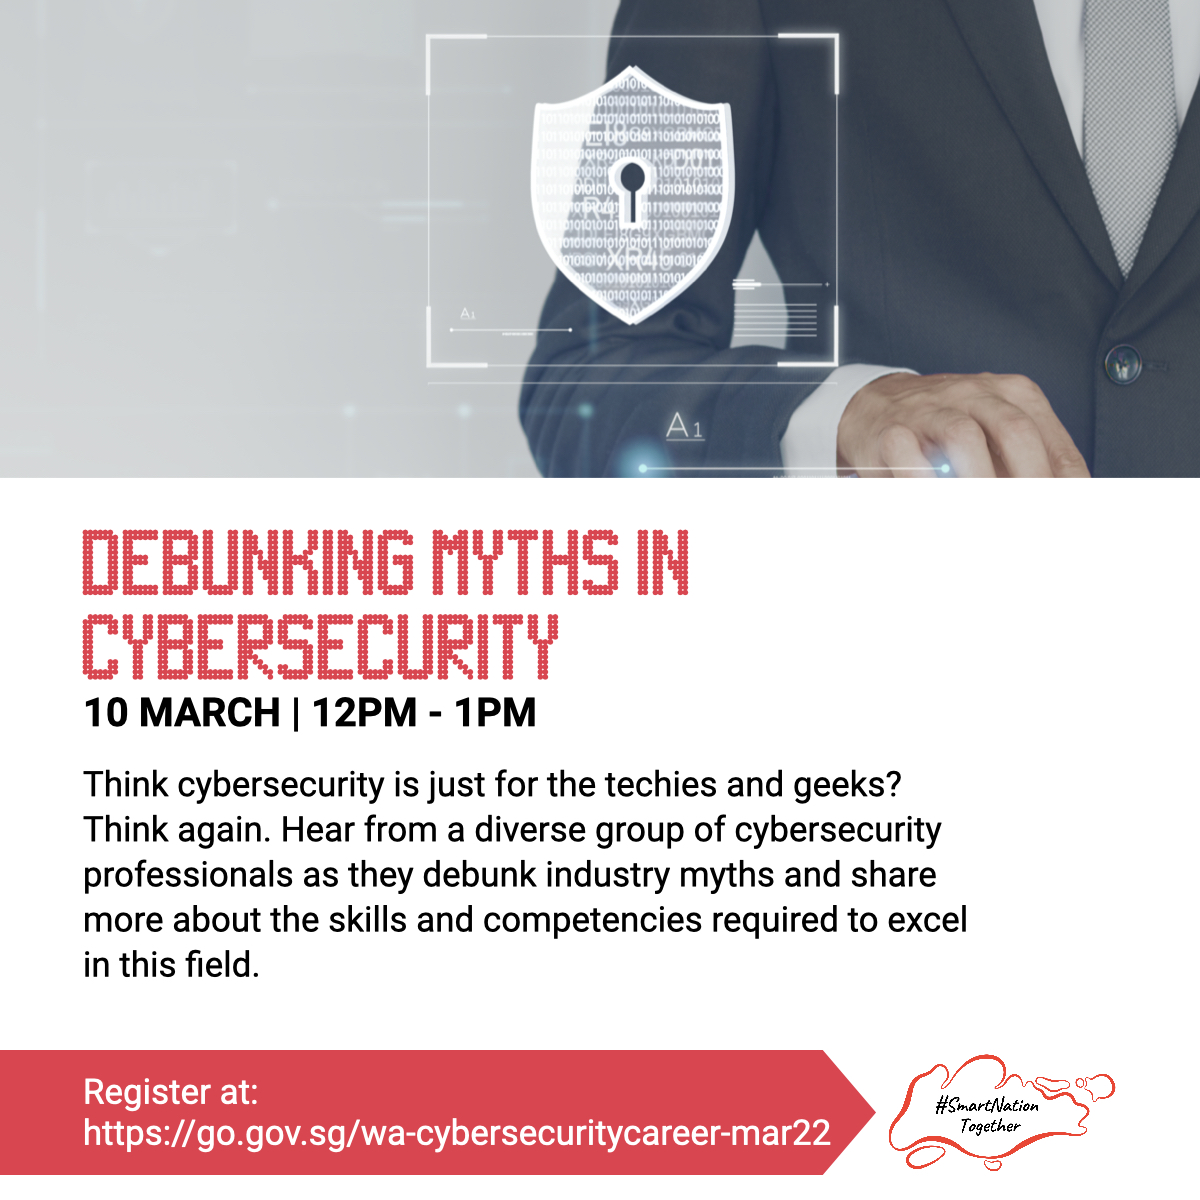 Ai
A1
DEBUNKING MYTHS IN
CYBERSECURITY
10 MARCH | 12PM - 1PM
Think cybersecurity is just for the techies and geeks?
Think again. Hear from a diverse group of cybersecurity
professionals as they debunk industry myths and share
more about the skills and competencies required to excel
in this field.
Register at:
https://go.gov.sg/wa-cybersecuritycareer-mar22
#SmartNation
Together